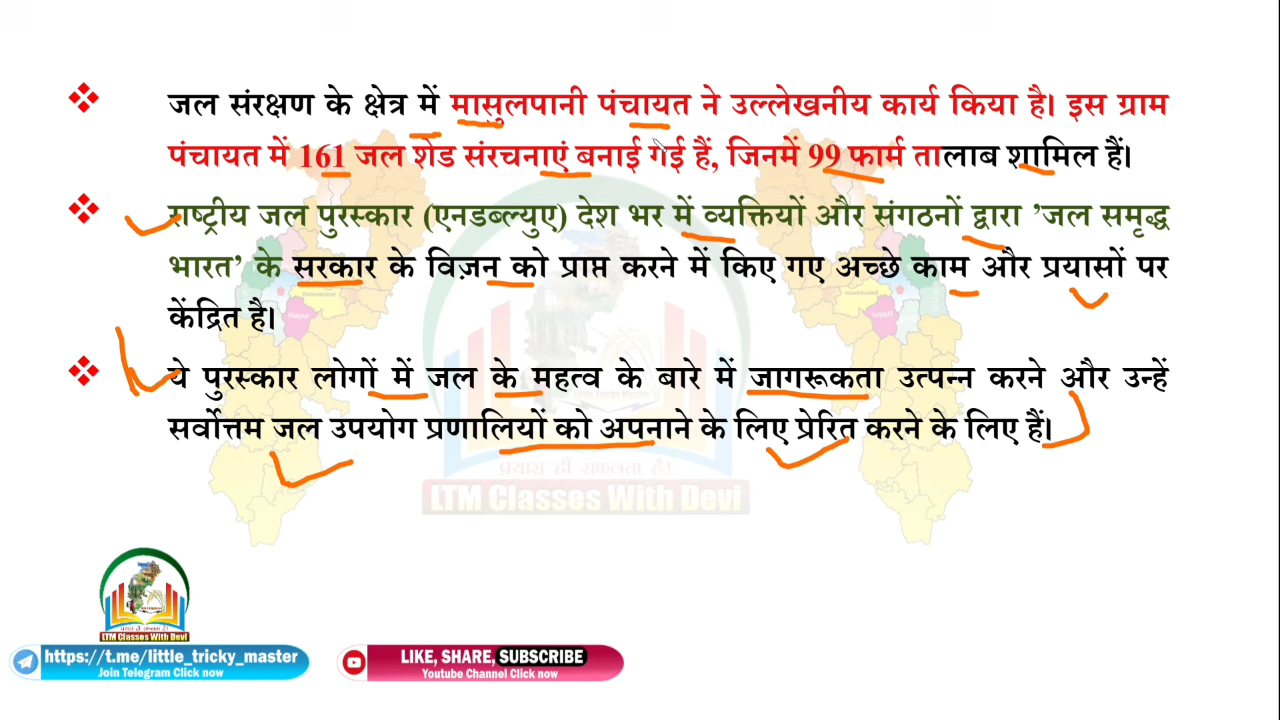 जल संरक्षण के क्षेत्र में मासुलपानी पंचायत ने उल्लेखनीय कार्य किया है। इस ग्राम
पंचायत में 161 जल शेड संरचनाएं बनाई गई हैं, जिनमें 99 फार्म तालाब शामिल हैं।
राष्ट्रीय जल पुरस्कार (एनडब्ल्युए) देश भर में व्यक्तियों और संगठनों द्वारा ’जल समृद्ध
भारत’ के सरकार के विज़न को प्राप्त करने में किए गए अच्छे काम और प्रयासों पर
केंद्रित है।
ये पुरस्कार लोगों में जल के महत्व के बारे में जागरूकता उत्पन्न करने और उन्हें
सर्वोत्तम जल उपयोग प्रणालियों को अपनाने के लिए प्रेरित करने के लिए हैं।
प्रयास ही सफलता है!
LTM Classes With Devi
LTM Classes With Devi
https://t.me/little_tricky_master
Join Telegram Click now
LIKE, SHARE, SUBSCRIBE
Youtube Channel Click now